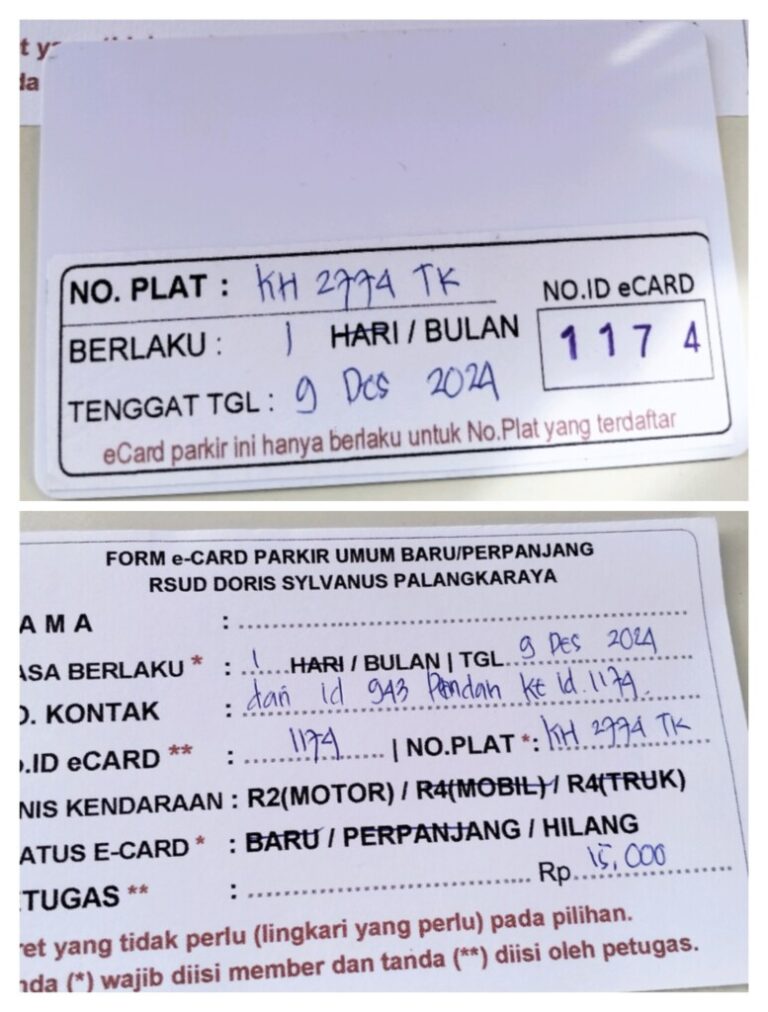 t y
da
NO. PLAT : KH 2774 TK
NO.ID eCARD
BERLAKU : 1 HARI / BULAN
1174
TENGGAT TGL : 9 Des 2024
eCard parkir ini hanya berlaku untuk No.Plat yang terdaftar
FORM e-CARD PARKIR UMUM BARU/PERPANJANG
RSUD DORIS SYLVANUS PALANGKARAYA
A M A :
ASA BERLAKU * : 1 HARI / BULAN | TGL. 9 Des 2024
O. KONTAK : dari id 943 Pindah ke id. 1174.
o.ID eCARD ** : 1174 | NO.PLAT *: KH 2774 TK
NIS KENDARAAN : R2(MOTOR) / R4(MOBIL) / R4(TRUK)
ATUS E-CARD * : BARU / PERPANJANG / HILANG
TUGAS ** : Rp. 15,000
ret yang tidak perlu (lingkari yang perlu) pada pilihan.
nda (*) wajib diisi member dan tanda (**) diisi oleh petugas.